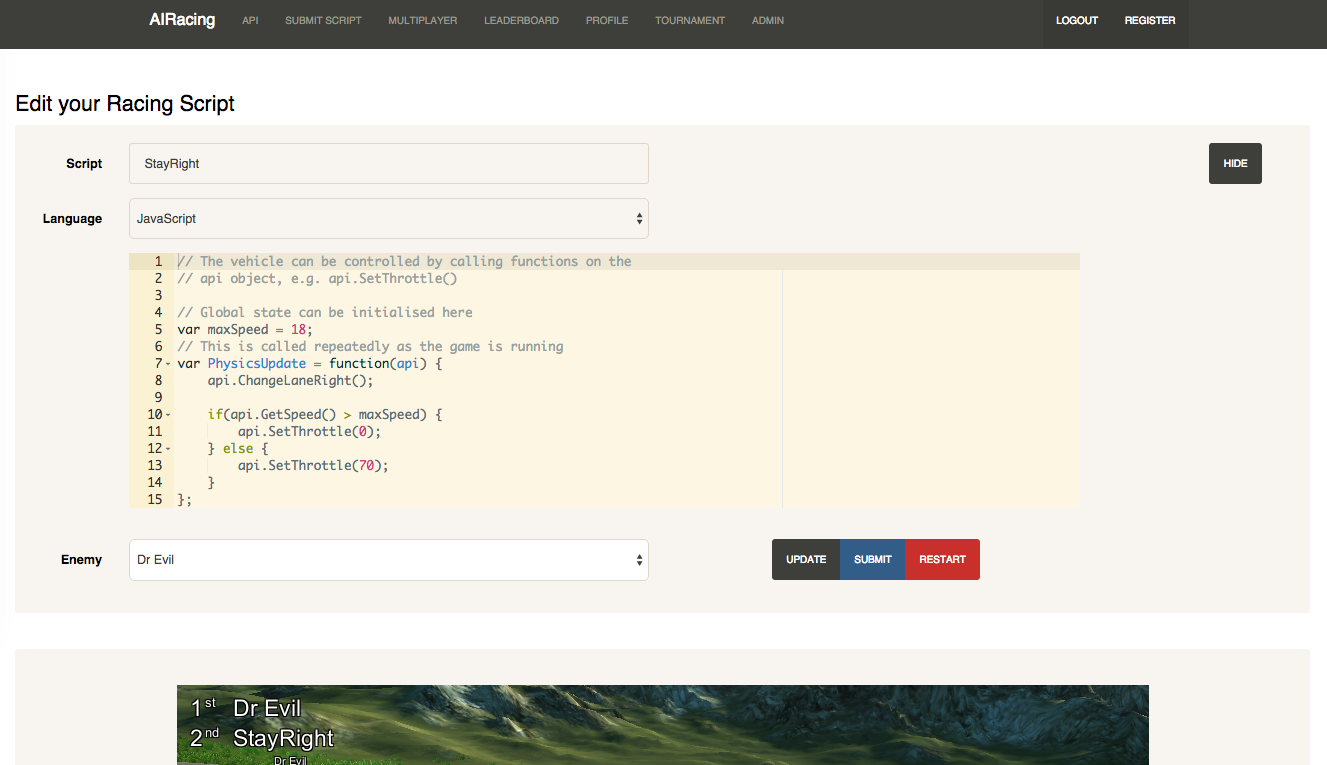 AIRacing API SUBMIT SCRIPT MULTIPLAYER LEADERBOARD PROFILE TOURNAMENT ADMIN LOGOUT REGISTER
Edit your Racing Script
Script StayRight HIDE
Language JavaScript
1 // The vehicle can be controlled by calling functions on the
2 // api object, e.g. api.SetThrottle()
3
4 // Global state can be initialised here
5 var maxSpeed = 18;
6 // This is called repeatedly as the game is running
7 var PhysicsUpdate = function(api) {
8 api.ChangeLaneRight();
9
10 if(api.GetSpeed() > maxSpeed) {
11 api.SetThrottle(0);
12 } else {
13 api.SetThrottle(70);
14 }
15 };
Enemy Dr Evil UPDATE SUBMIT RESTART
1st Dr Evil
2nd StayRight
Dr Evil